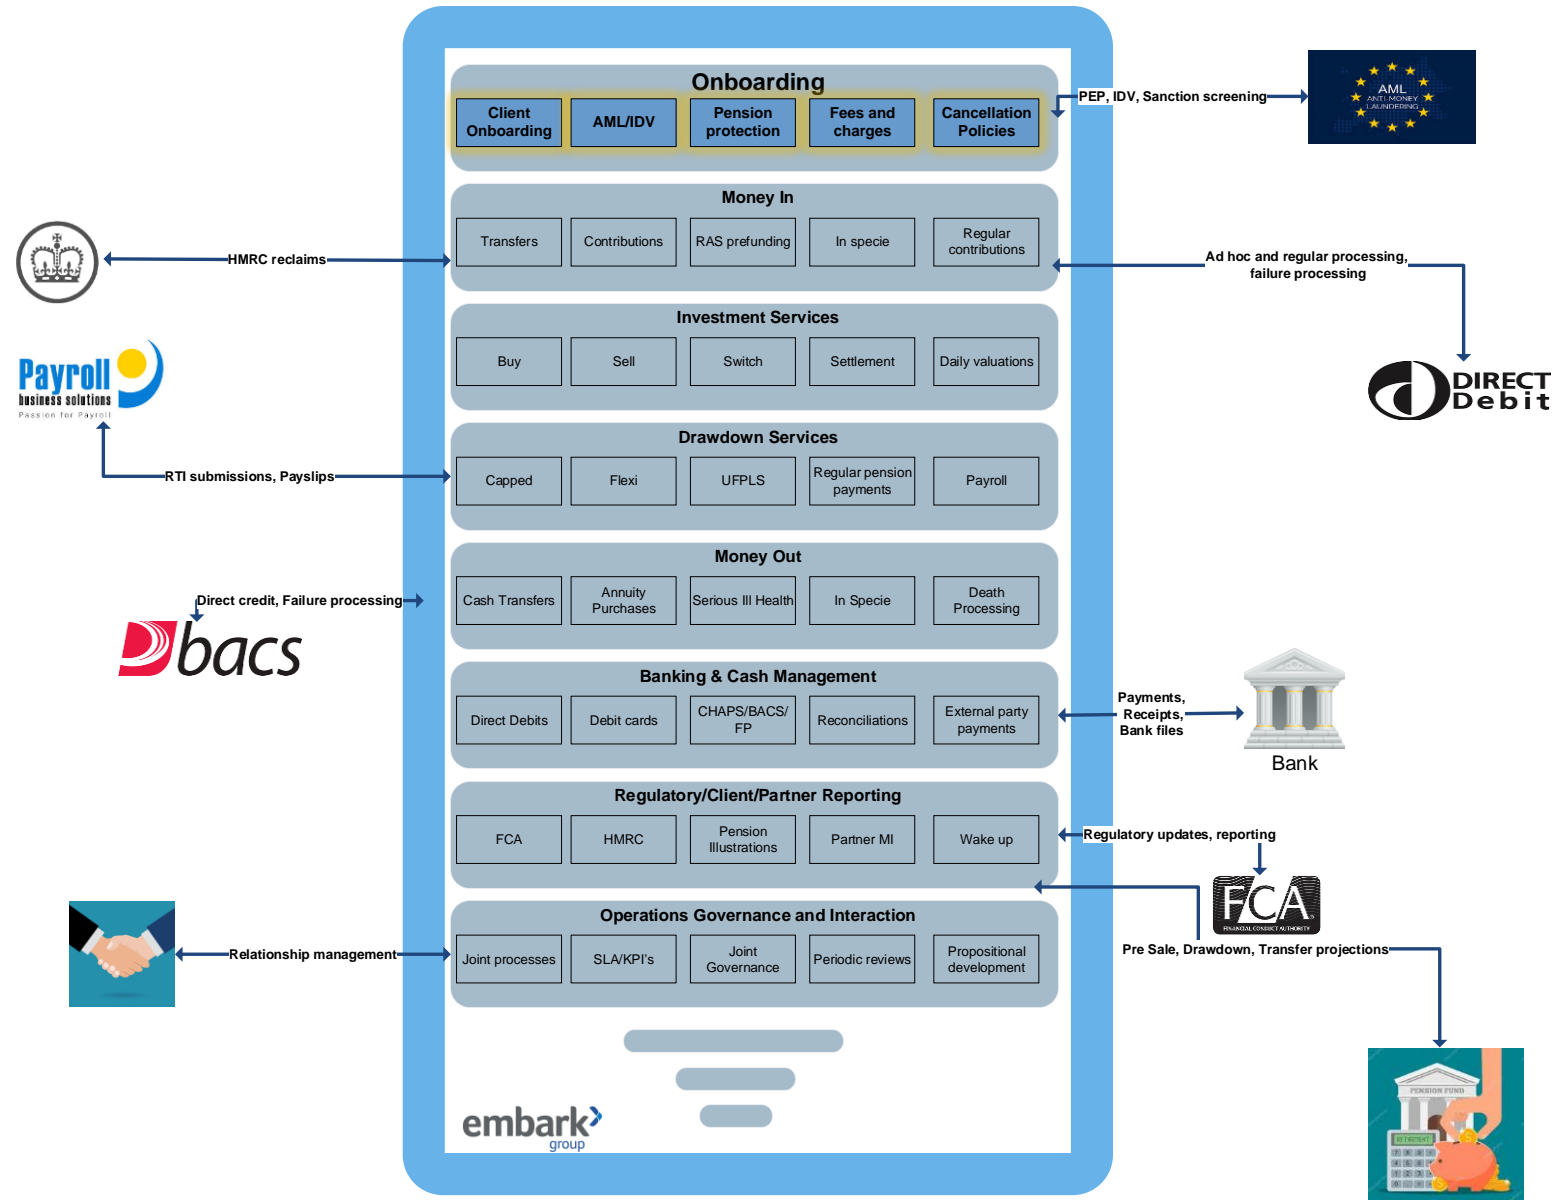 Onboarding
Client
Onboarding
AML/IDV
Pension
protection
Fees and
charges
Cancellation
Policies
PEP, IDV, Sanction screening
AML
ANTI-MONEY
LAUNDERING
Money In
Transfers
Contributions
RAS prefunding
In specie
Regular
contributions
HMRC reclaims
Ad hoc and regular processing,
failure processing
Investment Services
Buy
Sell
Switch
Settlement
Daily valuations
Payroll
business solutions
Passion for Payroll
DIRECT
Debit
Drawdown Services
Capped
Flexi
UFPLS
Regular pension
payments
Payroll
RTI submissions, Payslips
Money Out
Cash Transfers
Annuity
Purchases
Serious Ill Health
In Specie
Death
Processing
Direct credit, Failure processing
bacs
Banking & Cash Management
Direct Debits
Debit cards
CHAPS/BACS/
FP
Reconciliations
External party
payments
Payments,
Receipts,
Bank files
Bank
Regulatory/Client/Partner Reporting
FCA
HMRC
Pension
Illustrations
Partner MI
Wake up
Regulatory updates, reporting
FCA
FINANCIAL CONDUCT AUTHORITY
Operations Governance and Interaction
Joint processes
SLA/KPI's
Joint
Governance
Periodic reviews
Propositional
development
Relationship management
Pre Sale, Drawdown, Transfer projections
PENSION FUND
RETIREMENT
embark
group